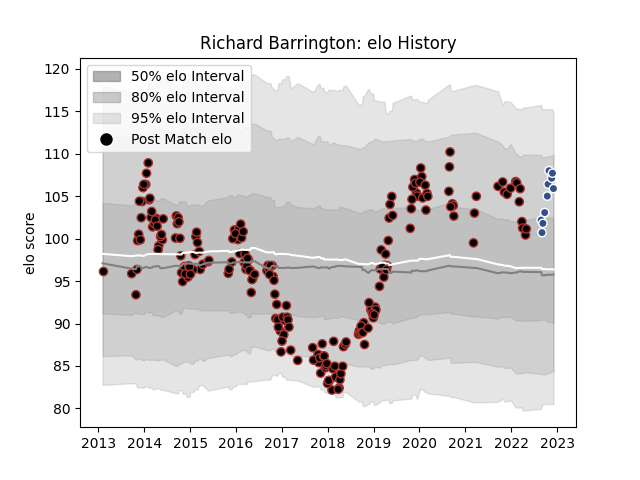 Richard Barrington: elo History
120
115
110
105
100
95
90
85
80
elo score
50% elo Interval
80% elo Interval
95% elo Interval
Post Match elo
2013 2014 2015 2016 2017 2018 2019 2020 2021 2022 2023